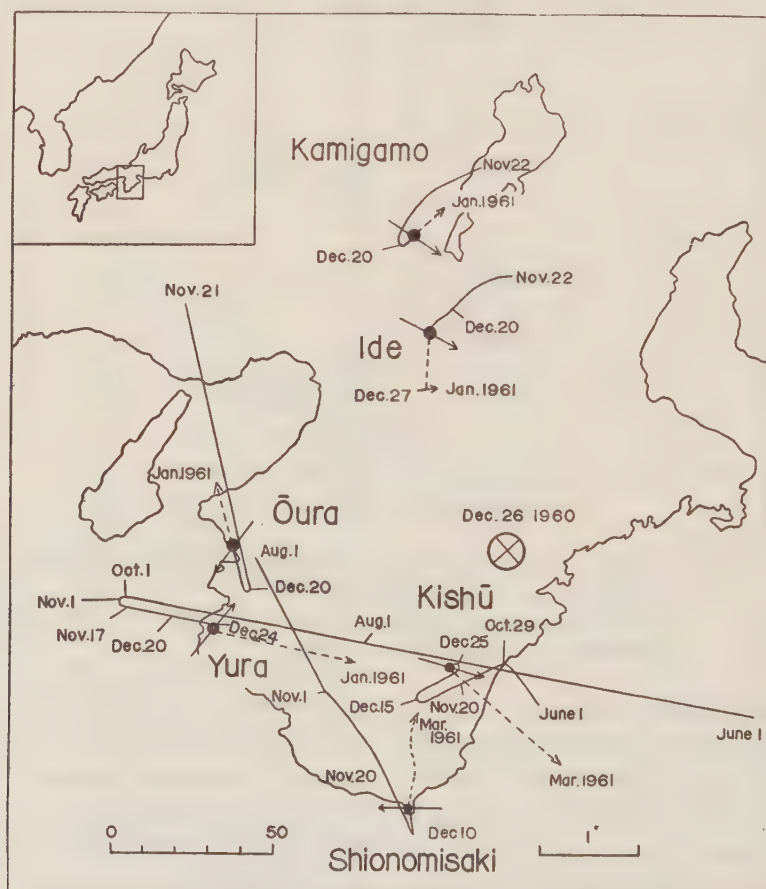 Kamigamo
Nov.22
Jan.1961
Dec.20
Nov.22
Nov.21
Dec.20
Ide
Dec.27
Jan.1961
Jan.1961
Ōura
Dec. 26 1960
Aug.1
Oct.1
Dec.20
Kishū
Nov.1
Aug.1
Oct.29
Nov.17
Dec.24
Dec.25
Dec.20
Yura
Jan.1961
Nov.1
Dec.15
Nov.20
Mar.
1961
June 1
June 1
Mar.1961
Nov.20
Dec10
0
50
1"
Shionomisaki